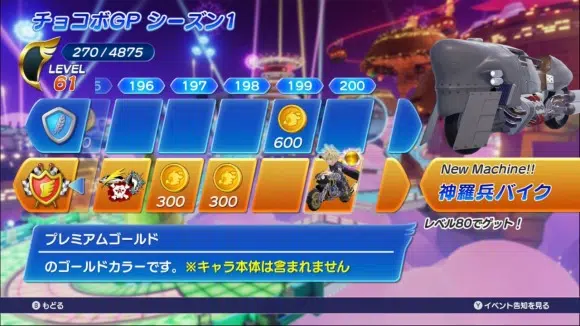 チョコボGP シーズン1
270 / 4875
LEVEL
61
5 196 197 198 199 200
600
300 300
New Machine!!
神羅兵バイク
レベル80でゲット!
プレミアムゴールド
のゴールドカラーです。※キャラ本体は含まれません
B もどる
Y イベント告知を見る